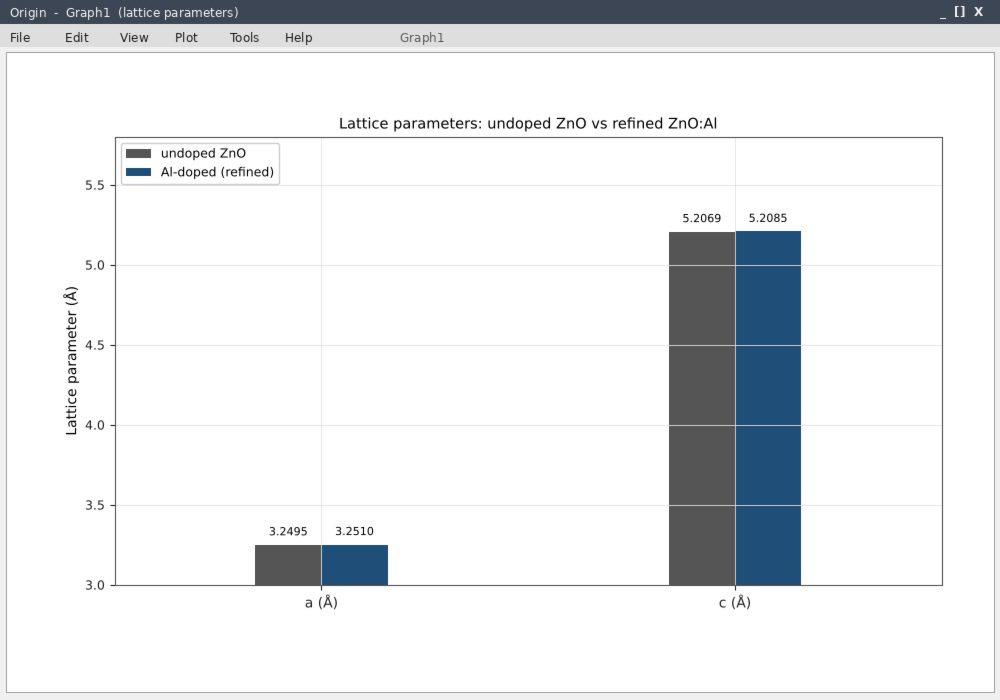 Origin - Graph1 (lattice parameters) _ [] X
File Edit View Plot Tools Help Graph1
Lattice parameters: undoped ZnO vs refined ZnO:Al
undoped ZnO
Al-doped (refined)
Lattice parameter (Å)
5.5
5.0
4.5
4.0
3.5
3.0
5.2069 5.2085
3.2495 3.2510
a (Å) c (Å)